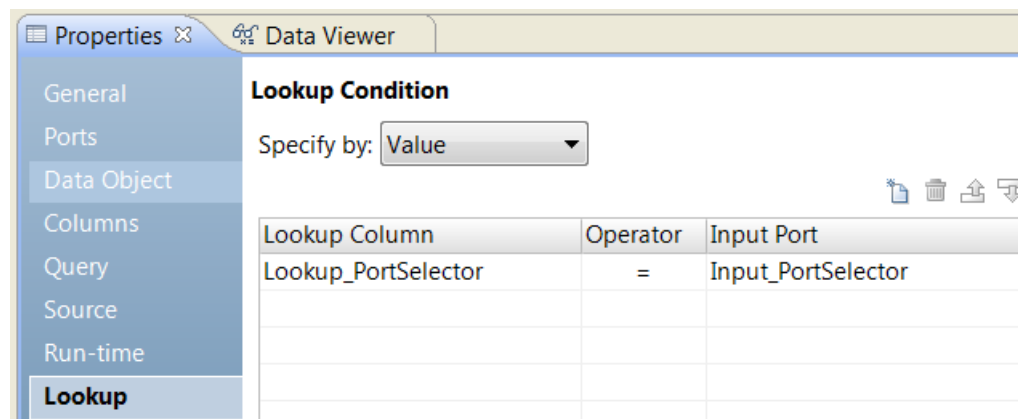 Properties Data Viewer
General
Ports
Data Object
Columns
Query
Source
Run-time
Lookup
Lookup Condition
Specify by: Value
Lookup Column Operator Input Port
Lookup_PortSelector = Input_PortSelector